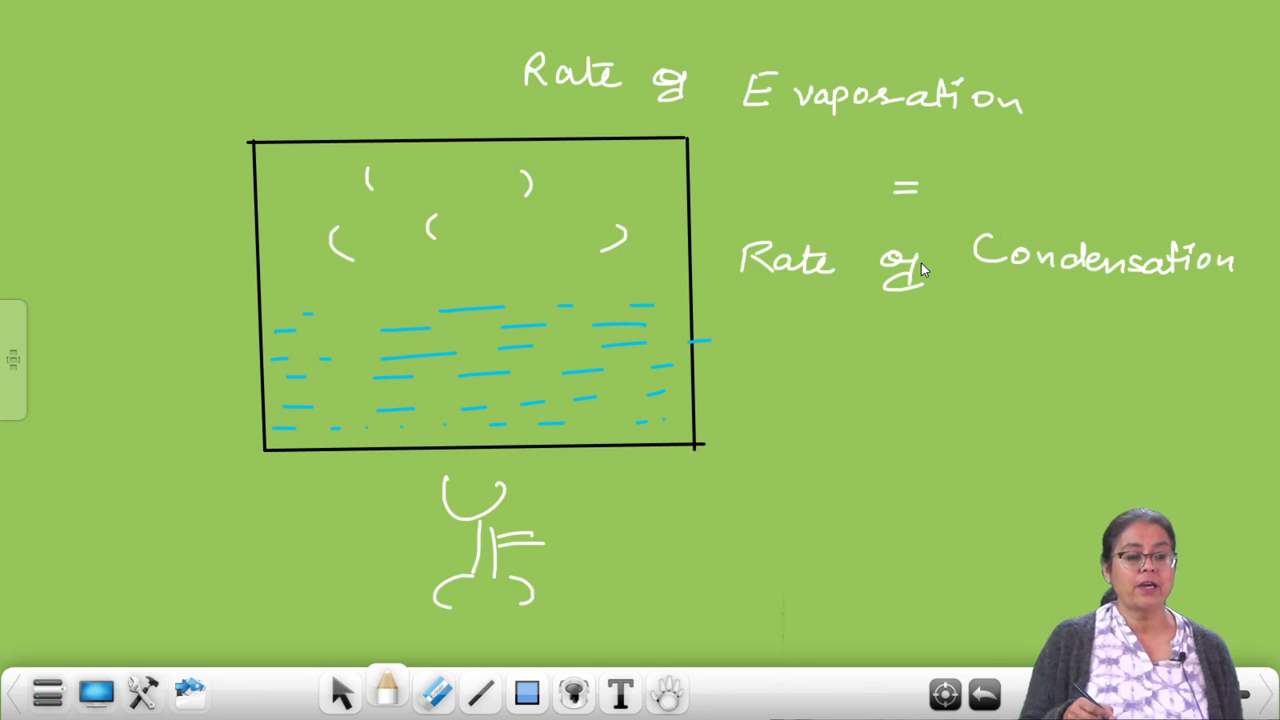 Rate of Evaporation
=
Rate of Condensation
T